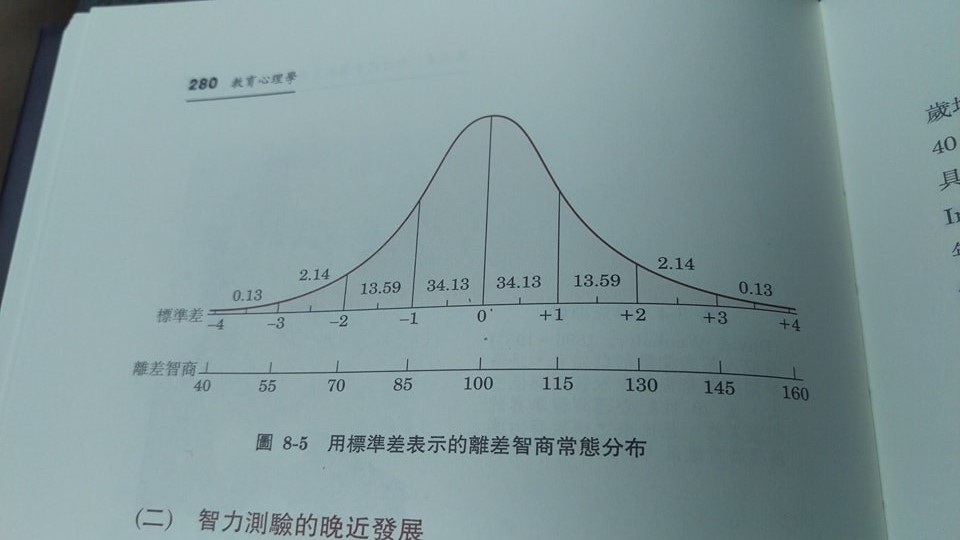 280 教育心理學
0.13 2.14 13.59 34.13 34.13 13.59 2.14 0.13
標準差 −4 −3 −2 −1 0 +1 +2 +3 +4
離差智商 40 55 70 85 100 115 130 145 160
圖 8-5 用標準差表示的離差智商常態分布
(二) 智力測驗的晚近發展
歲
40
具
In